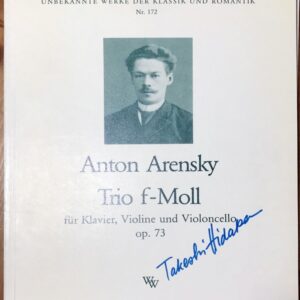 UNBEKANNTE WERKE DER KLASSIK UND ROMANTIK
Nr. 172
Anton Arensky
Trio f-Moll
für Klavier, Violine und Violoncello
op. 73
Takeshi Hidaka
WW